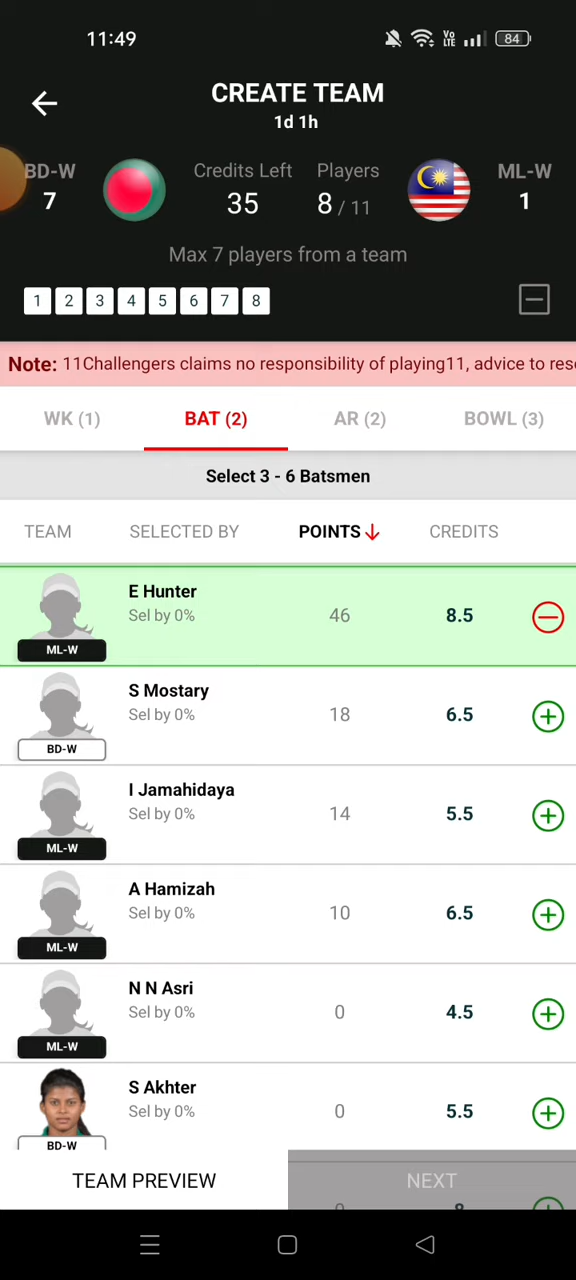 11:49
Vo LTE 84
CREATE TEAM
1d 1h
BD-W Credits Left Players ML-W
7 35 8 / 11 1
Max 7 players from a team
1 2 3 4 5 6 7 8
Note: 11Challengers claims no responsibility of playing11, advice to rese
WK (1) BAT (2) AR (2) BOWL (3)
Select 3 - 6 Batsmen
TEAM SELECTED BY POINTS CREDITS
E Hunter
Sel by 0% 46 8.5
ML-W
S Mostary
Sel by 0% 18 6.5
BD-W
I Jamahidaya
Sel by 0% 14 5.5
ML-W
A Hamizah
Sel by 0% 10 6.5
ML-W
N N Asri
Sel by 0% 0 4.5
ML-W
S Akhter
Sel by 0% 0 5.5
BD-W
TEAM PREVIEW NEXT